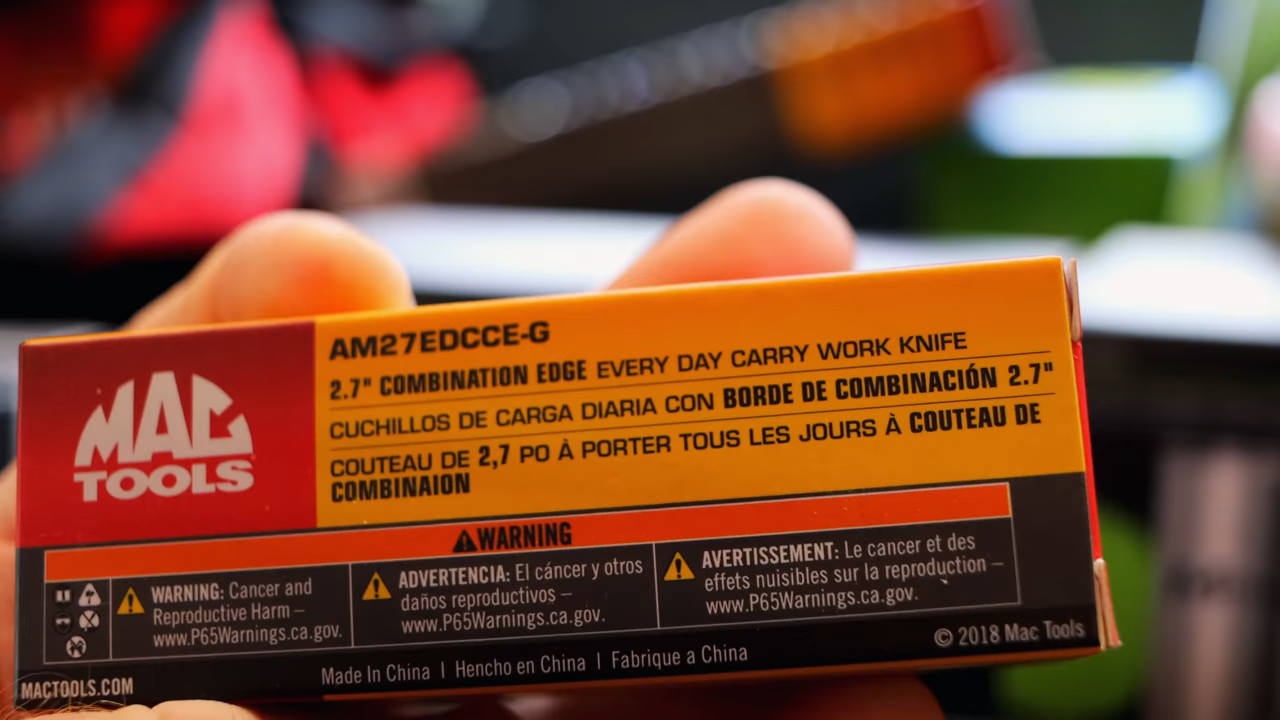 MAC
TOOLS
AM27EDCCE-G
2.7" COMBINATION EDGE EVERY DAY CARRY WORK KNIFE
CUCHILLOS DE CARGA DIARIA CON BORDE DE COMBINACIÓN 2.7"
COUTEAU DE 2,7 PO À PORTER TOUS LES JOURS À COUTEAU DE
COMBINAION
WARNING
WARNING: Cancer and
Reproductive Harm –
www.P65Warnings.ca.gov.
ADVERTENCIA: El cáncer y otros
daños reproductivos –
www.P65Warnings.ca.gov.
AVERTISSEMENT: Le cancer et des
effets nuisibles sur la reproduction –
www.P65Warnings.ca.gov.
MACTOOLS.COM
Made In China | Hencho en China | Fabrique a China
© 2018 Mac Tools